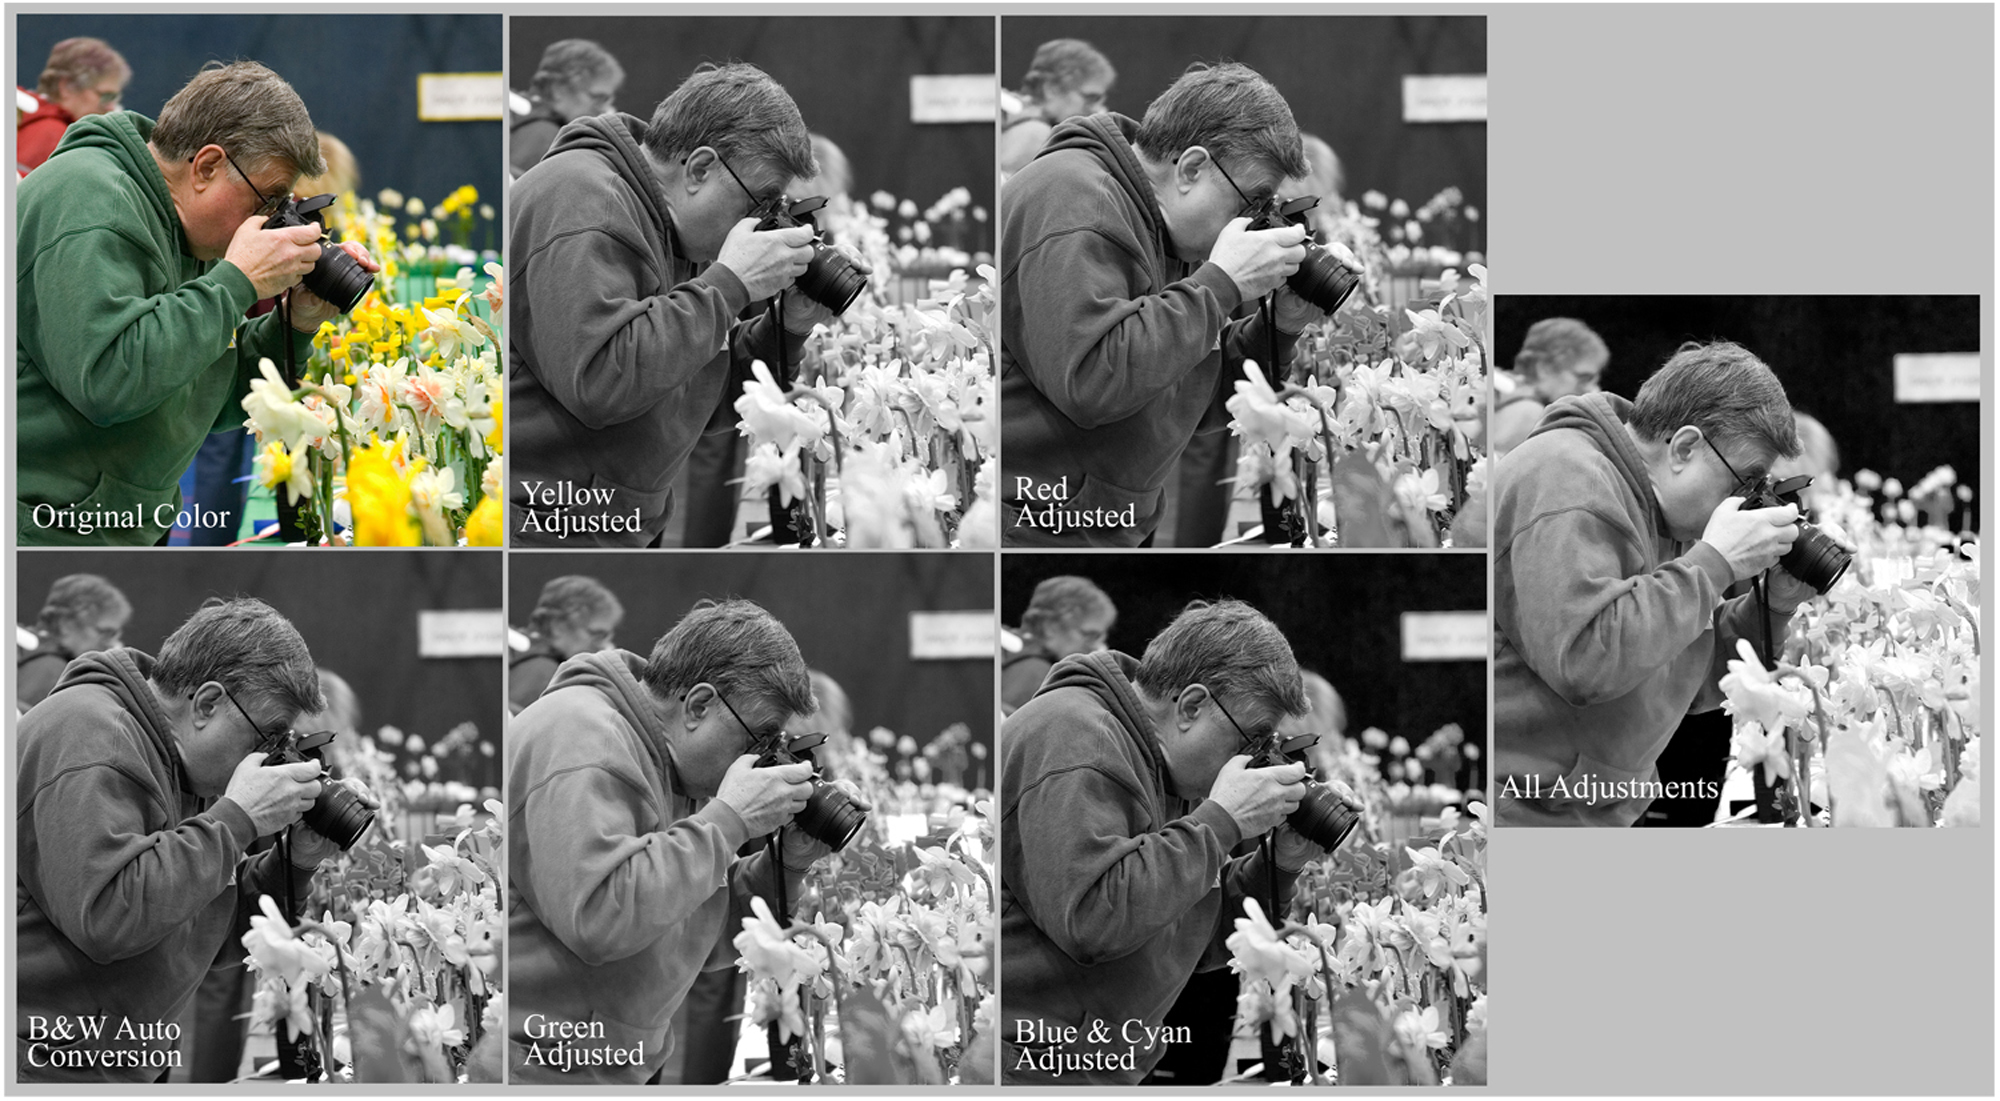 Original Color
Yellow
Adjusted
Red
Adjusted
B&W Auto
Conversion
Green
Adjusted
Blue & Cyan
Adjusted
All Adjustments